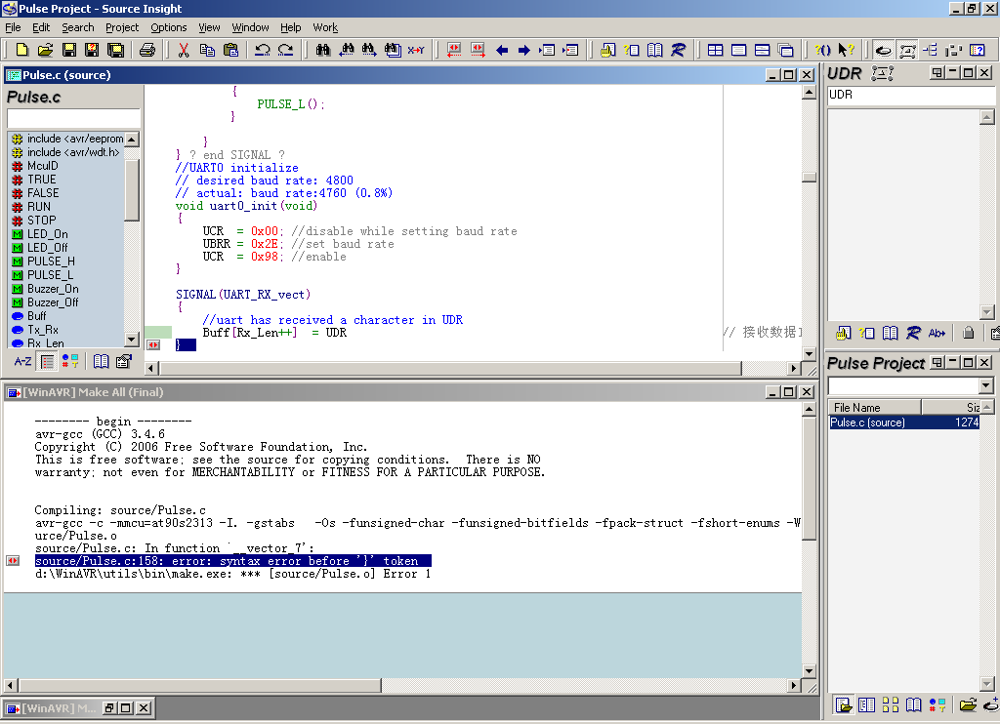 Pulse Project - Source Insight
File Edit Search Project Options View Window Help Work
Pulse.c (source)
Pulse.c
include <avr/eeprom
include <avr/wdt.h>
McuID
TRUE
FALSE
RUN
STOP
LED_On
LED_Off
PULSE_H
PULSE_L
Buzzer_On
Buzzer_Off
Buff
Tx_Rx
Rx_Len
A-Z
{
PULSE_L();
}
}
} ? end SIGNAL ?
//UART0 initialize
// desired baud rate: 4800
// actual: baud rate:4760 (0.8%)
void uart0_init(void)
{
UCR = 0x00; //disable while setting baud rate
UBRR = 0x2E; //set baud rate
UCR = 0x98; //enable
}
SIGNAL(UART_RX_vect)
{
//uart has received a character in UDR
Buff[Rx_Len++] = UDR // 接收数据
}
UDR
UDR
Pulse Project
File Name Siz
Pulse.c (source) 1274
[WinAVR] Make All (Final)
-------- begin --------
avr-gcc (GCC) 3.4.6
Copyright (C) 2006 Free Software Foundation, Inc.
This is free software; see the source for copying conditions. There is NO
warranty; not even for MERCHANTABILITY or FITNESS FOR A PARTICULAR PURPOSE.
Compiling: source/Pulse.c
avr-gcc -c -mmcu=at90s2313 -I. -gstabs -Os -funsigned-char -funsigned-bitfields -fpack-struct -fshort-enums -W
urce/Pulse.o
source/Pulse.c: In function `__vector_7':
source/Pulse.c:158: error: syntax error before '}' token
d:\WinAVR\utils\bin\make.exe: *** [source/Pulse.o] Error 1
[WinAVR] M...